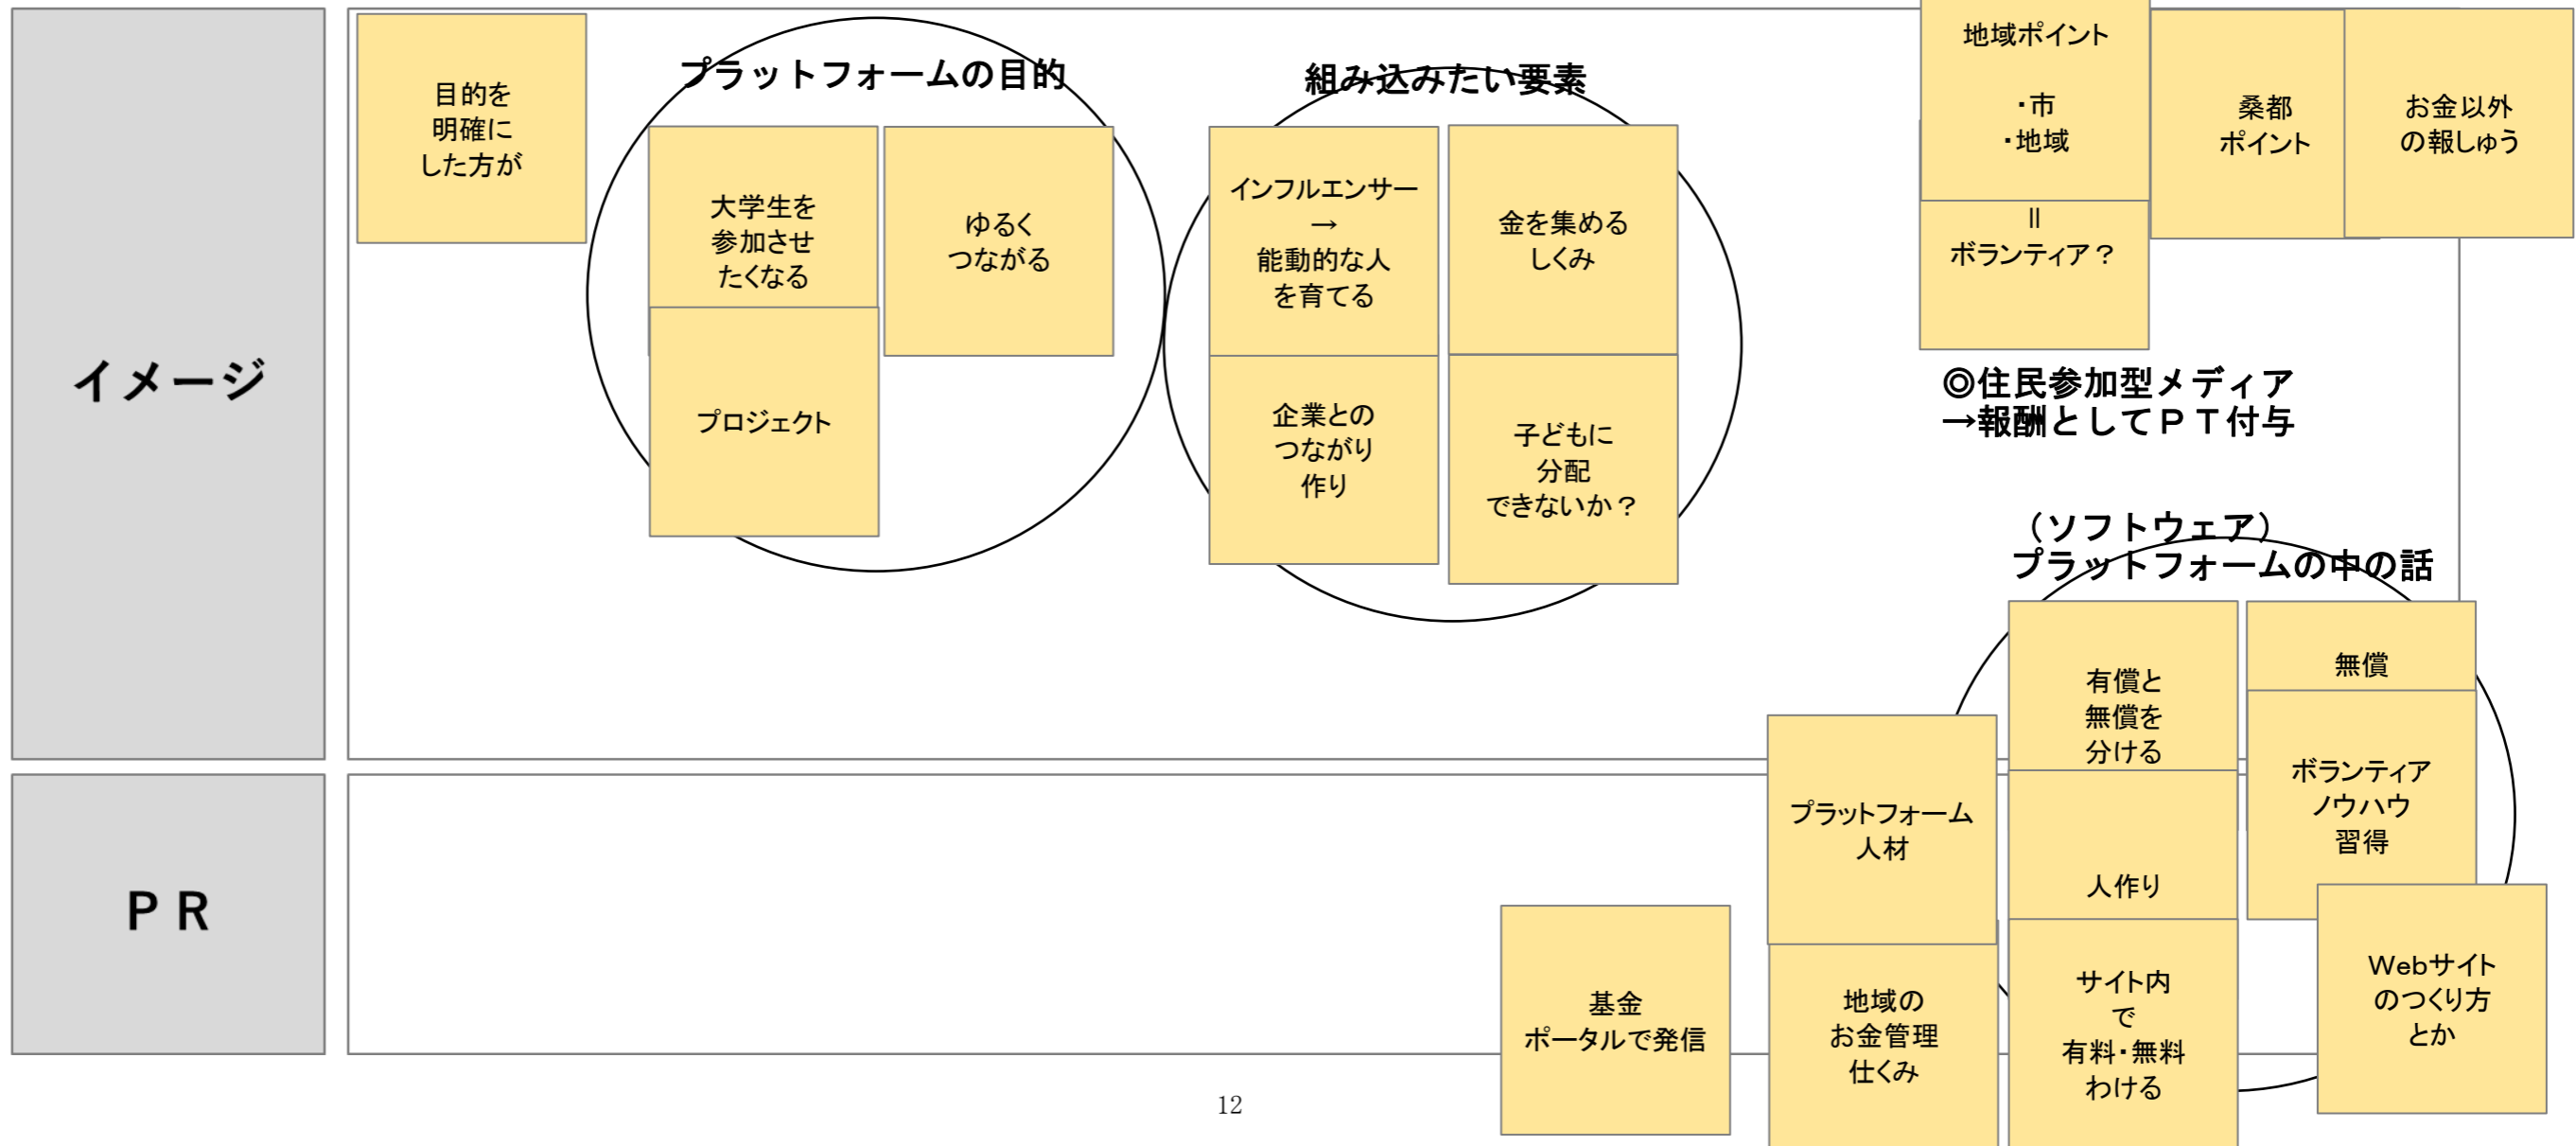 イメージ
目的を
明確に
した方が
プラットフォームの目的
大学生を
参加させ
たくなる
ゆるく
つながる
プロジェクト
組み込みたい要素
インフルエンサー
→
能動的な人
を育てる
金を集める
しくみ
企業との
つながり
作り
子どもに
分配
できないか？
地域ポイント
・市
・地域
＝
ボランティア？
桑都
ポイント
お金以外
の報しゅう
◎住民参加型メディア
→報酬としてＰＴ付与
（ソフトウェア）
プラットフォームの中の話
有償と
無償を
分ける
無償
ボランティア
ノウハウ
習得
プラットフォーム
人材
人作り
ＰＲ
基金
ポータルで発信
地域の
お金管理
仕くみ
サイト内
で
有料・無料
わける
Webサイト
のつくり方
とか
12